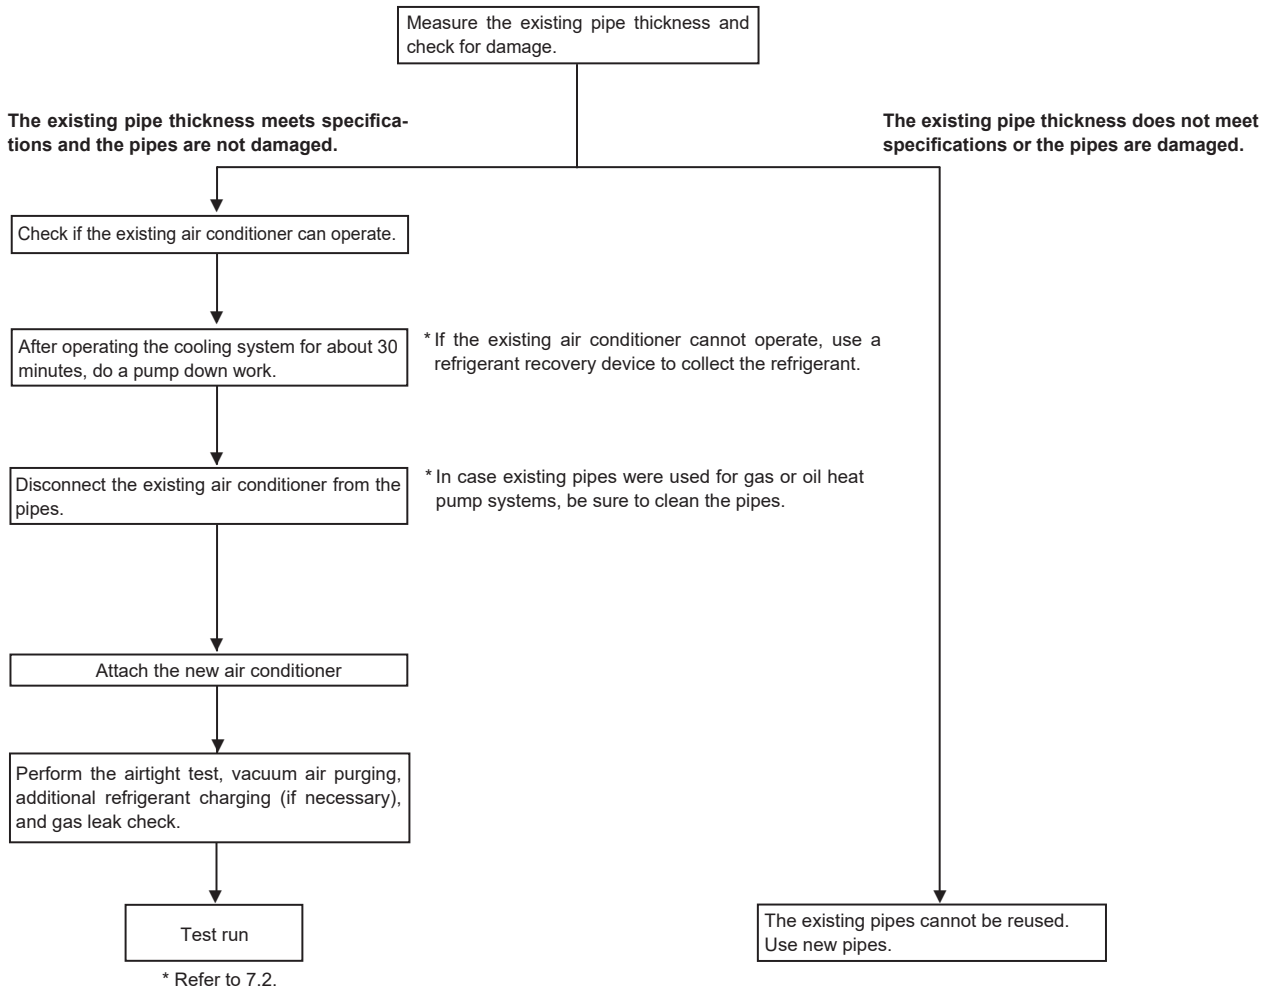 Measure the existing pipe thickness and
check for damage.
The existing pipe thickness meets specifica-
tions and the pipes are not damaged.
The existing pipe thickness does not meet
specifications or the pipes are damaged.
Check if the existing air conditioner can operate.
After operating the cooling system for about 30
minutes, do a pump down work.
* If the existing air conditioner cannot operate, use a
refrigerant recovery device to collect the refrigerant.
Disconnect the existing air conditioner from the
pipes.
* In case existing pipes were used for gas or oil heat
pump systems, be sure to clean the pipes.
Attach the new air conditioner
Perform the airtight test, vacuum air purging,
additional refrigerant charging (if necessary),
and gas leak check.
Test run
* Refer to 7.2.
The existing pipes cannot be reused.
Use new pipes.